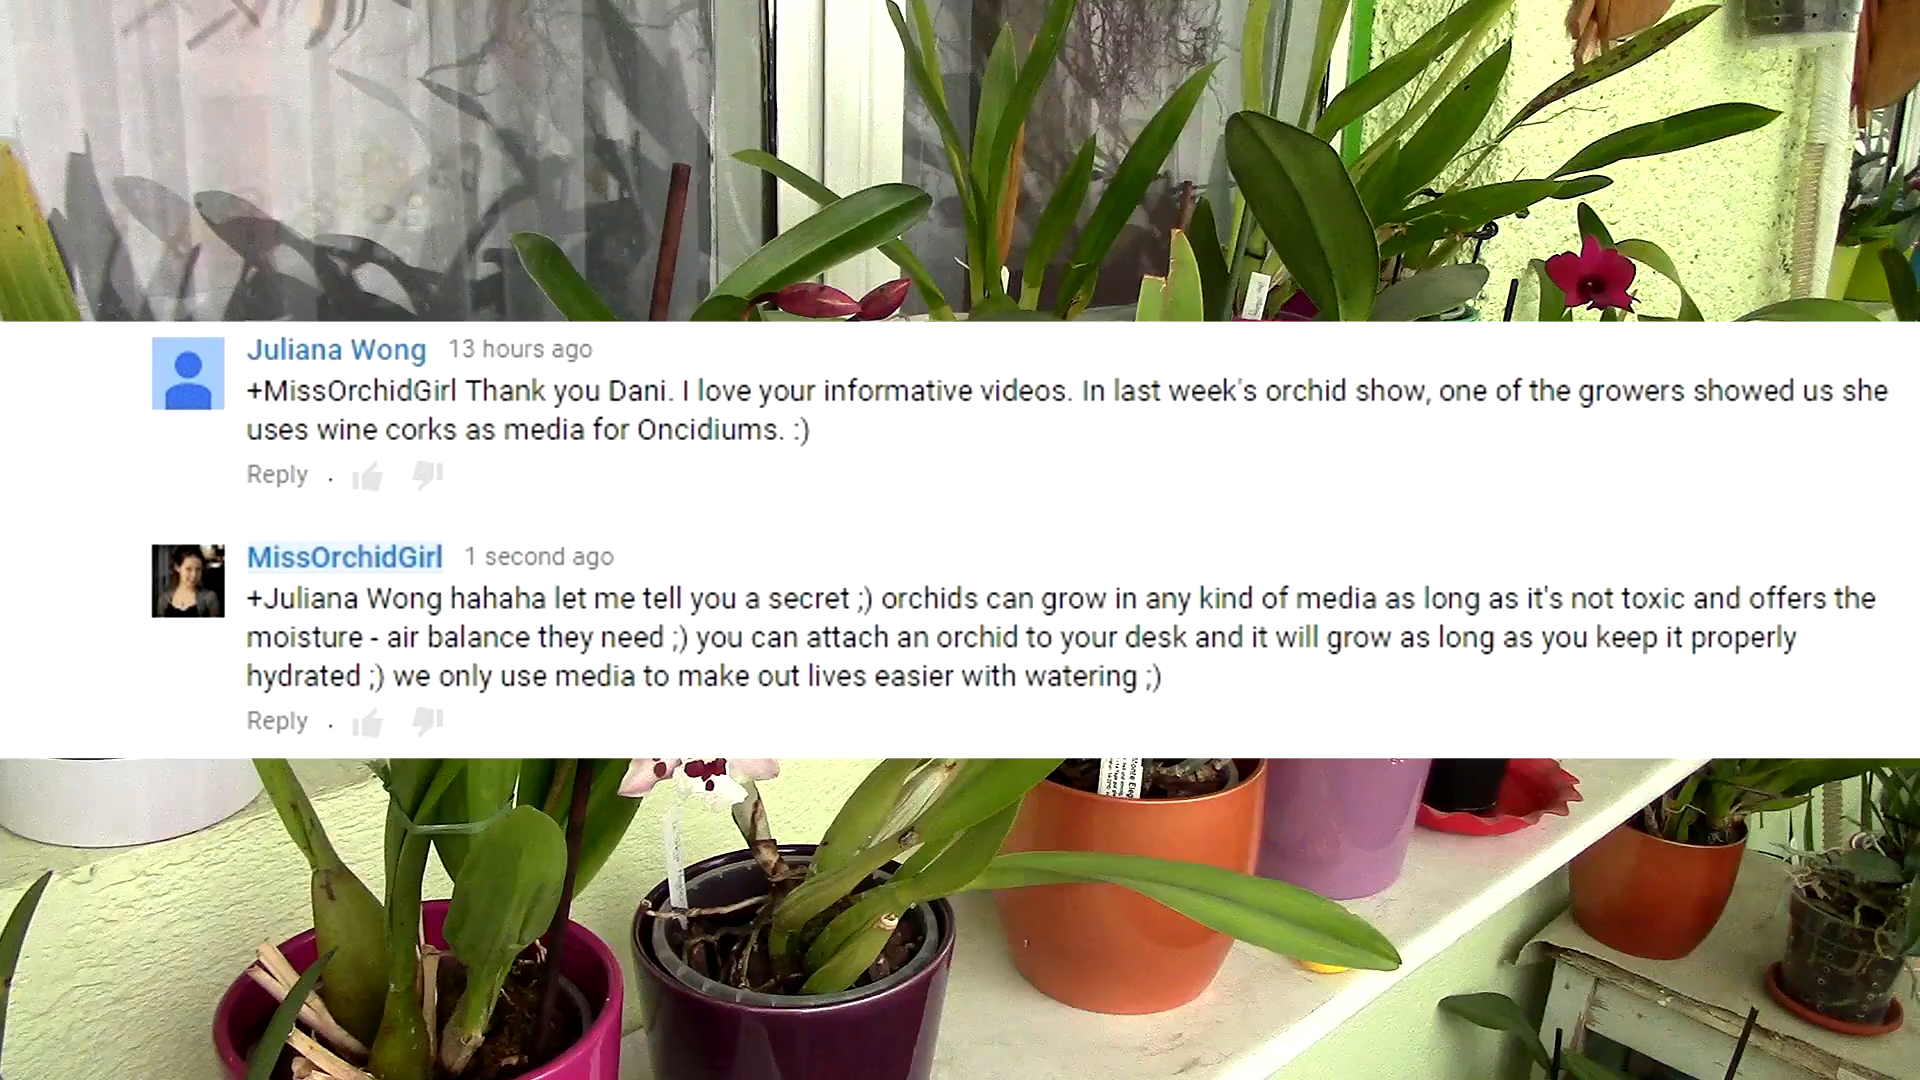 Juliana Wong 13 hours ago
+MissOrchidGirl Thank you Dani. I love your informative videos. In last week's orchid show, one of the growers showed us she
uses wine corks as media for Oncidiums. :)
Reply .
MissOrchidGirl 1 second ago
+Juliana Wong hahaha let me tell you a secret ;) orchids can grow in any kind of media as long as it's not toxic and offers the
moisture - air balance they need ;) you can attach an orchid to your desk and it will grow as long as you keep it properly
hydrated ;) we only use media to make out lives easier with watering ;)
Reply .